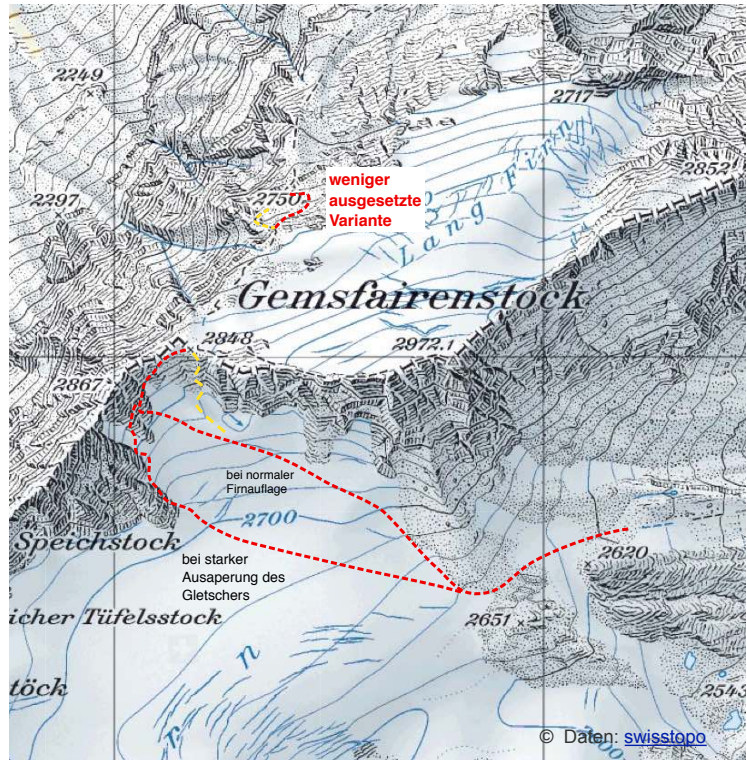 2249
2717
2750
weniger
ausgesetzte
Variante
2852
2297
Lang Firn
Gemsfairenstock
2848
2972.1
2867
bei normaler
Firnauflage
2700
Speichstock
bei starker
Ausaperung des
Gletschers
2620
icher Tüfelsstock
2651
r n
töck
2543
© Daten: swisstopo